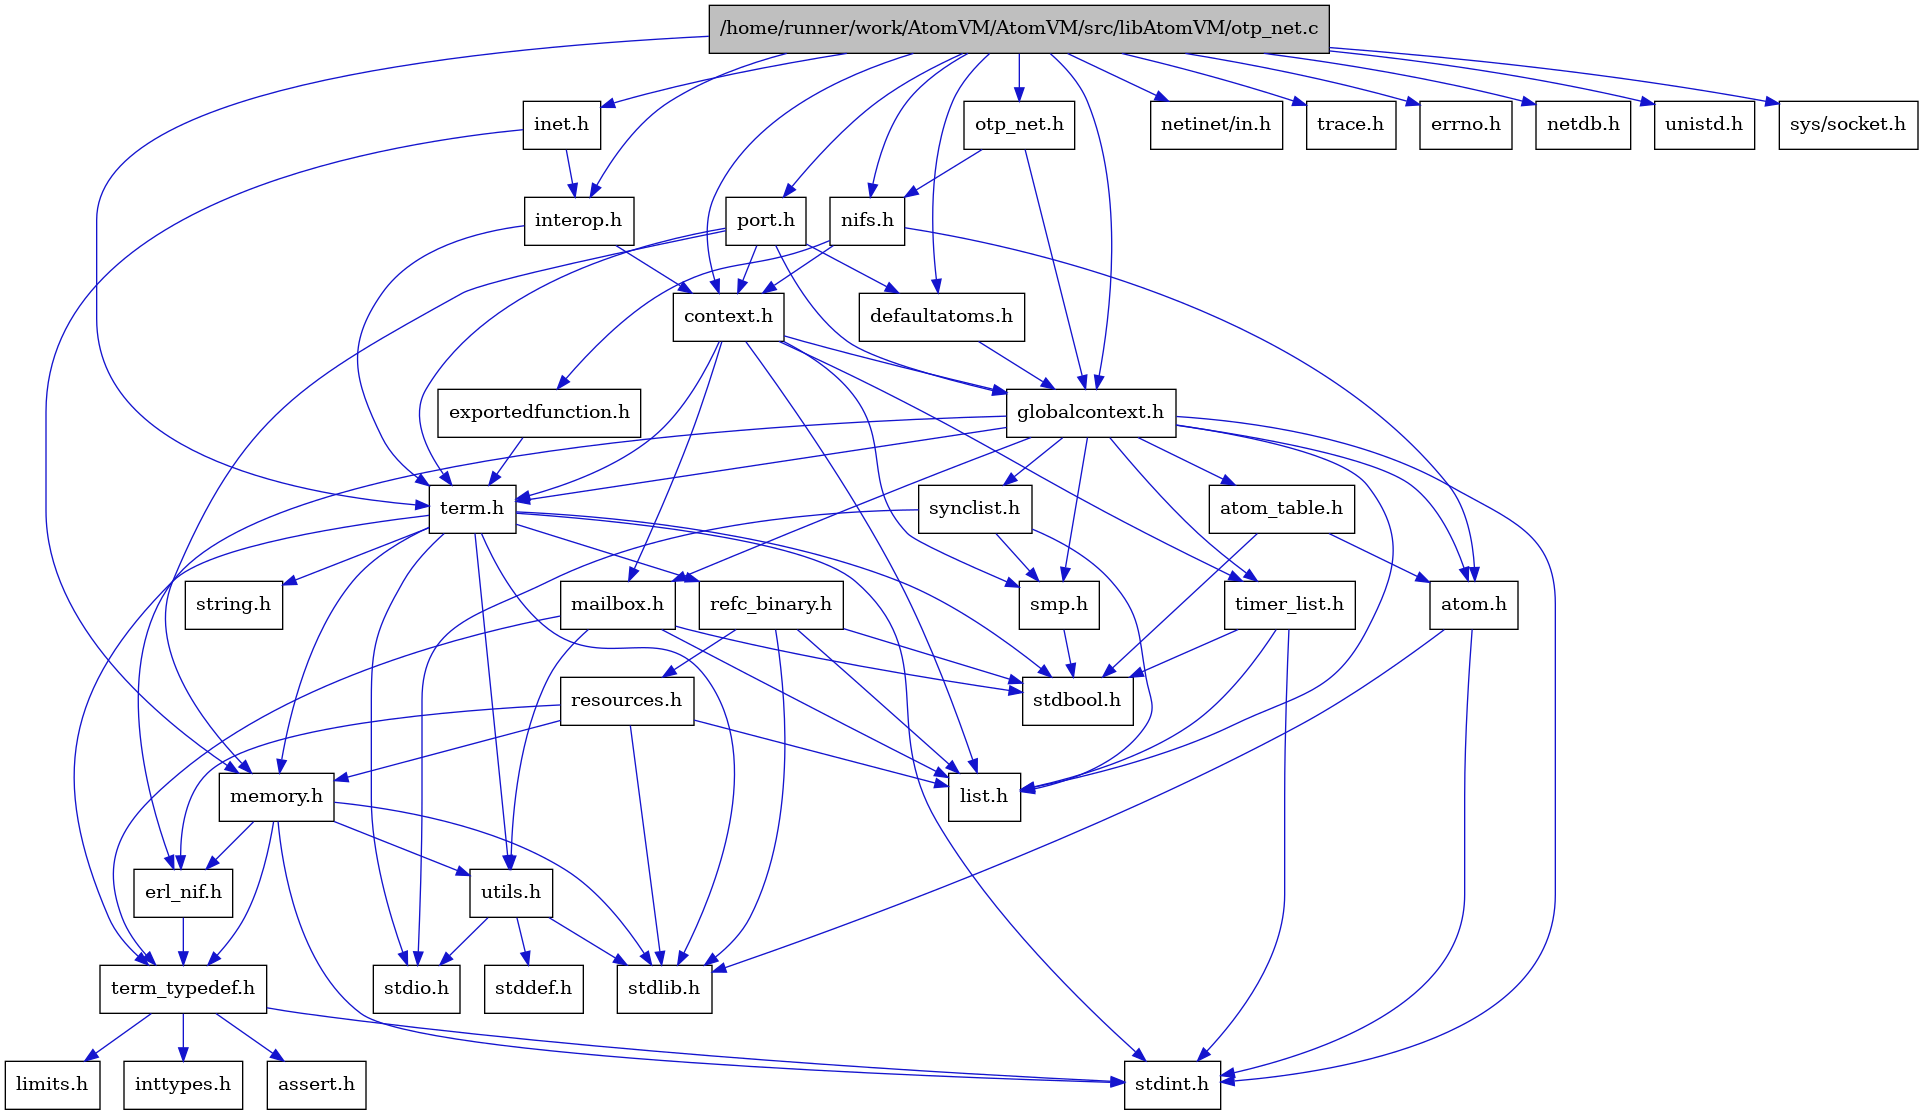 /home/runner/work/AtomVM/AtomVM/src/libAtomVM/otp_net.c
inet.h
otp_net.h
netinet/in.h
trace.h
errno.h
netdb.h
unistd.h
sys/socket.h
interop.h
port.h
nifs.h
context.h
defaultatoms.h
exportedfunction.h
globalcontext.h
term.h
synclist.h
atom_table.h
string.h
mailbox.h
refc_binary.h
smp.h
timer_list.h
atom.h
resources.h
stdbool.h
memory.h
list.h
erl_nif.h
utils.h
term_typedef.h
stdio.h
stddef.h
stdlib.h
limits.h
inttypes.h
assert.h
stdint.h